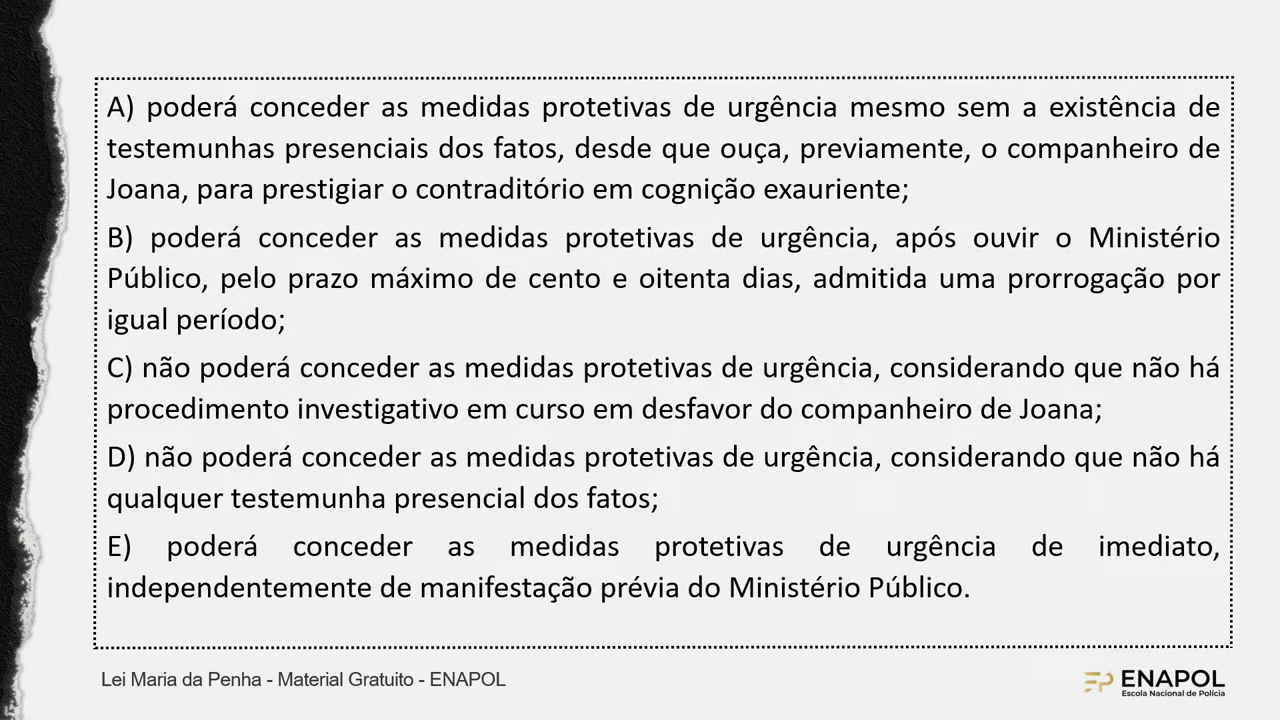 A) poderá conceder as medidas protetivas de urgência mesmo sem a existência de
testemunhas presenciais dos fatos, desde que ouça, previamente, o companheiro de
Joana, para prestigiar o contraditório em cognição exauriente;
B) poderá conceder as medidas protetivas de urgência, após ouvir o Ministério
Público, pelo prazo máximo de cento e oitenta dias, admitida uma prorrogação por
igual período;
C) não poderá conceder as medidas protetivas de urgência, considerando que não há
procedimento investigativo em curso em desfavor do companheiro de Joana;
D) não poderá conceder as medidas protetivas de urgência, considerando que não há
qualquer testemunha presencial dos fatos;
E) poderá conceder as medidas protetivas de urgência de imediato,
independentemente de manifestação prévia do Ministério Público.
Lei Maria da Penha - Material Gratuito - ENAPOL
ENAPOL
Escola Nacional de Polícia